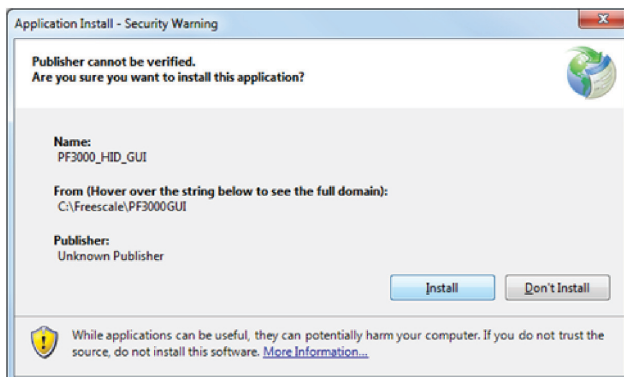 Application Install - Security Warning
Publisher cannot be verified.
Are you sure you want to install this application?
Name:
PF3000_HID_GUI
From (Hover over the string below to see the full domain):
C:\Freescale\PF3000GUI
Publisher:
Unknown Publisher
Install
Don't Install
While applications can be useful, they can potentially harm your computer. If you do not trust the
source, do not install this software. More Information...